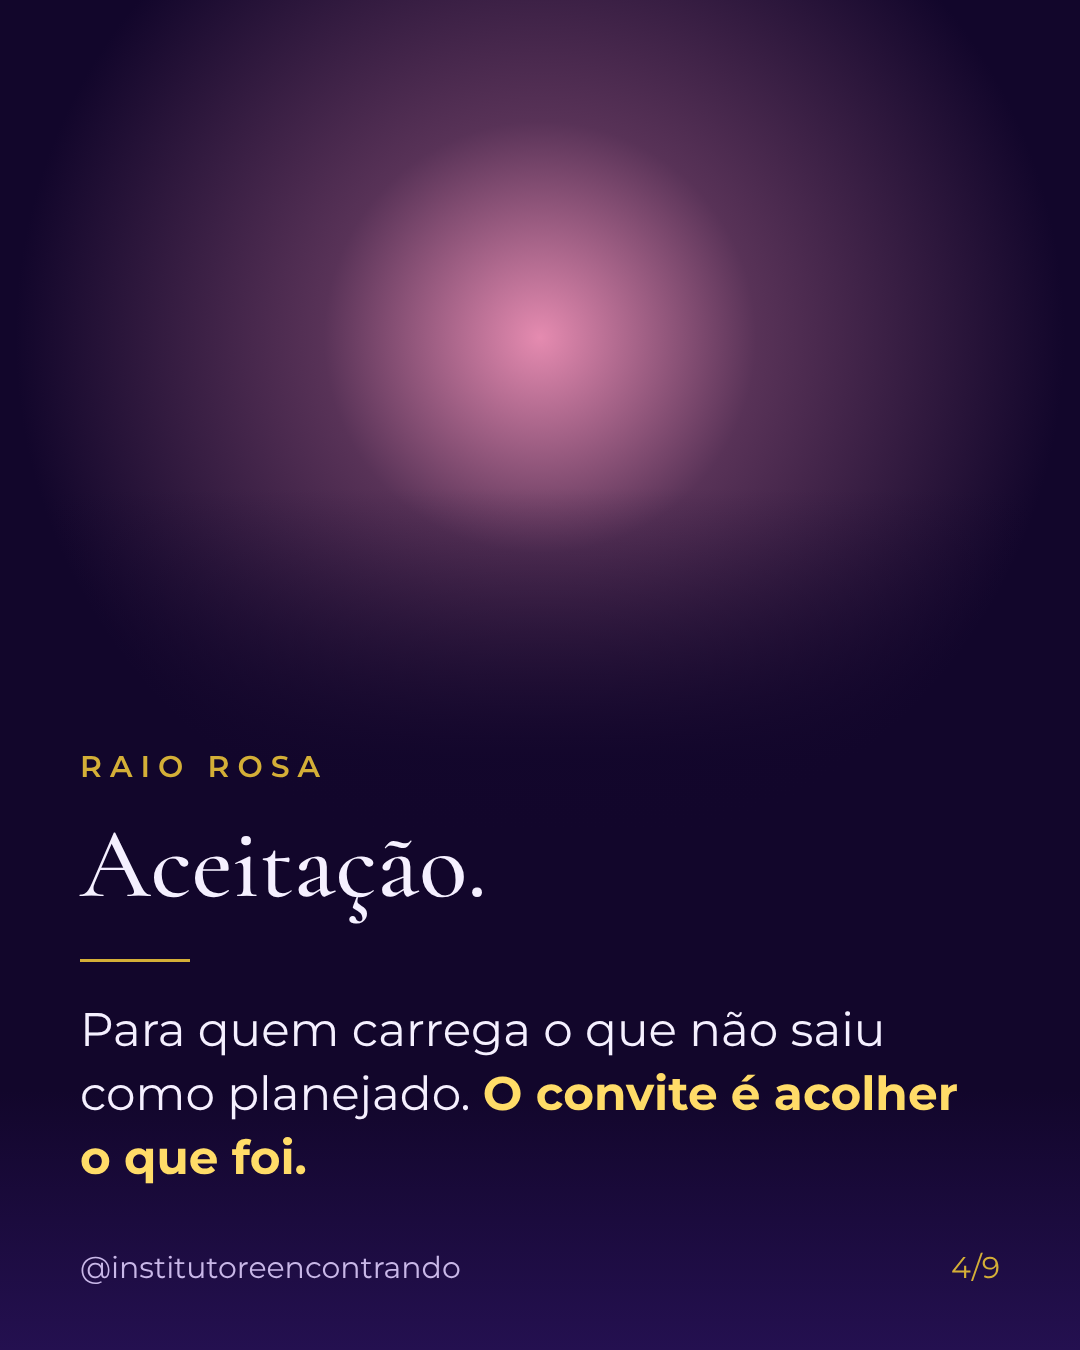 RAIO ROSA
Aceitação.
Para quem carrega o que não saiu
como planejado. O convite é acolher
o que foi.
@institutoreencontrando
4/9